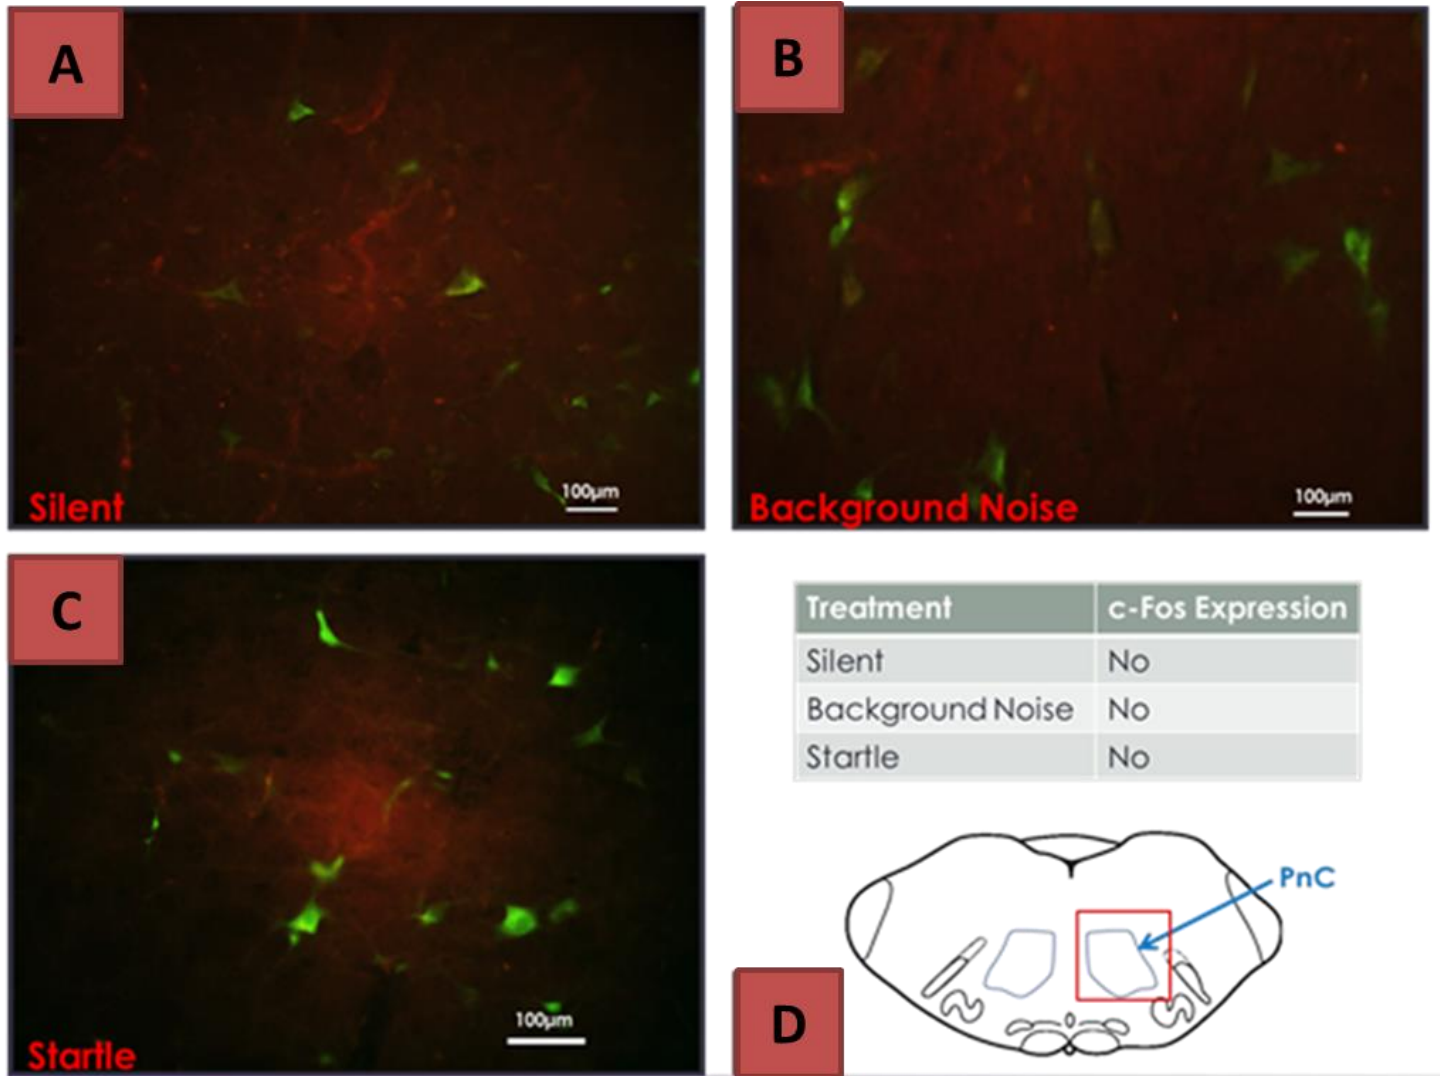 A
Silent
100µm
B
Background Noise
100µm
C
Startle
100µm
Treatment c-Fos Expression
Silent No
Background Noise No
Startle No
PnC
D